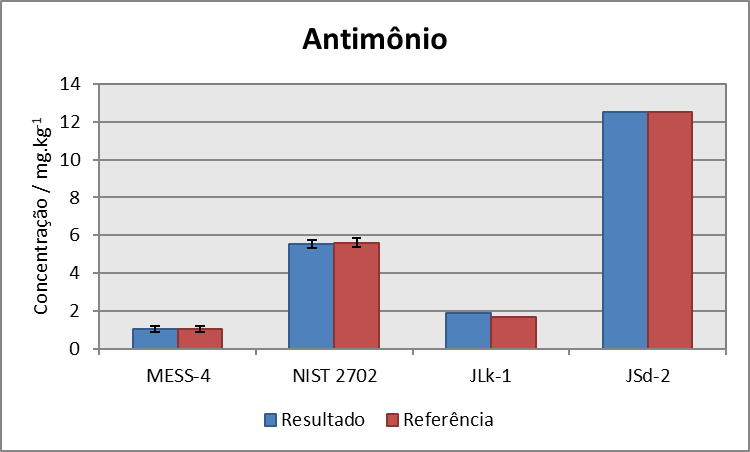 Antimônio
Concentração / mg.kg⁻¹
14
12
10
8
6
4
2
0
MESS-4 NIST 2702 JLk-1 JSd-2
Resultado Referência